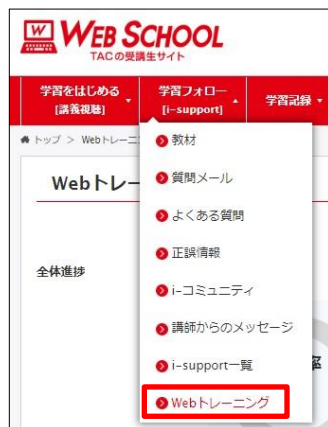 WEB SCHOOL
TACの受講生サイト
学習をはじめる
[講義視聴]
学習フォロー
[i-support]
学習記録
トップ > Webトレーニ
Webトレー
全体進捗
教材
質問メール
よくある質問
正誤情報
i-コミュニティ
講師からのメッセージ
i-support一覧
Webトレーニング
率